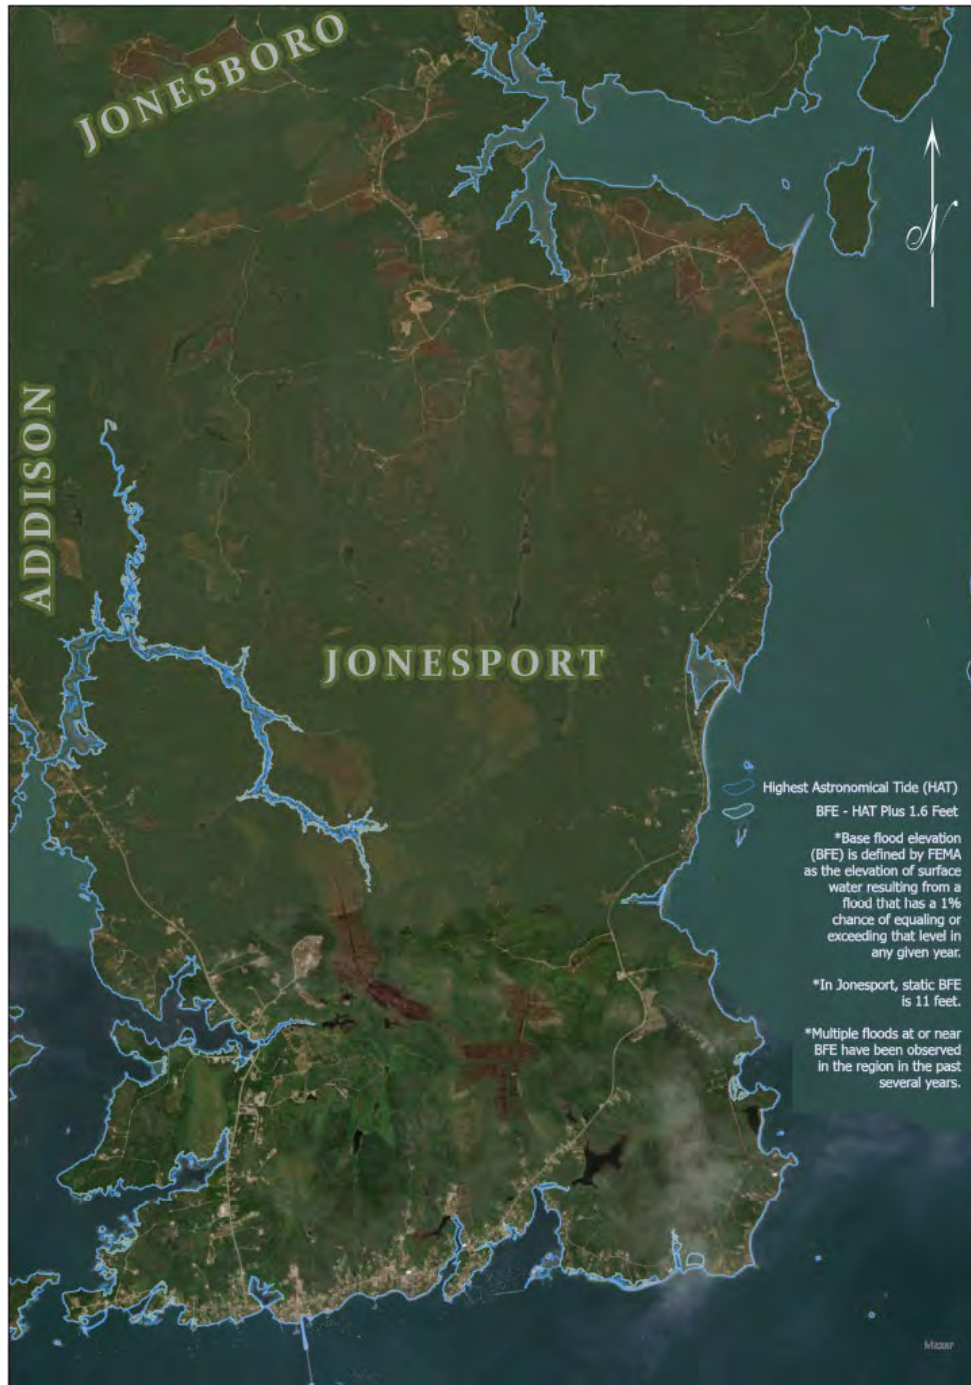 JONESBORO
N
ADDISON
JONESPORT
Highest Astronomical Tide (HAT)
BFE - HAT Plus 1.6 Feet
*Base flood elevation
(BFE) is defined by FEMA
as the elevation of surface
water resulting from a
flood that has a 1%
chance of equaling or
exceeding that level in
any given year.
*In Jonesport, static BFE
is 11 feet.
*Multiple floods at or near
BFE have been observed
in the region in the past
several years.
Maxar